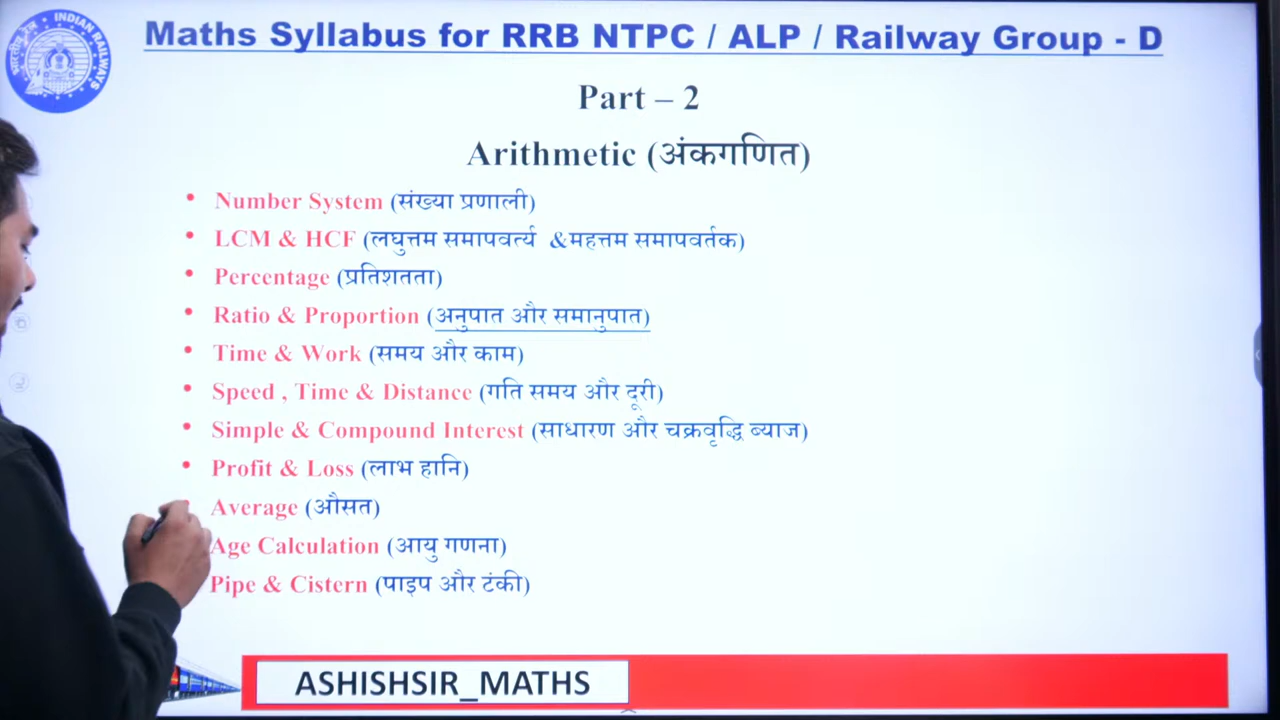 Maths Syllabus for RRB NTPC / ALP / Railway Group - D
INDIAN RAILWAYS
भारतीय रेल
Part – 2
Arithmetic (अंकगणित)
• Number System (संख्या प्रणाली)
• LCM & HCF (लघुत्तम समापवर्त्य &महत्तम समापवर्तक)
• Percentage (प्रतिशतता)
• Ratio & Proportion (अनुपात और समानुपात)
• Time & Work (समय और काम)
• Speed , Time & Distance (गति समय और दूरी)
• Simple & Compound Interest (साधारण और चक्रवृद्धि ब्याज)
• Profit & Loss (लाभ हानि)
Average (औसत)
Age Calculation (आयु गणना)
Pipe & Cistern (पाइप और टंकी)
ASHISHSIR_MATHS